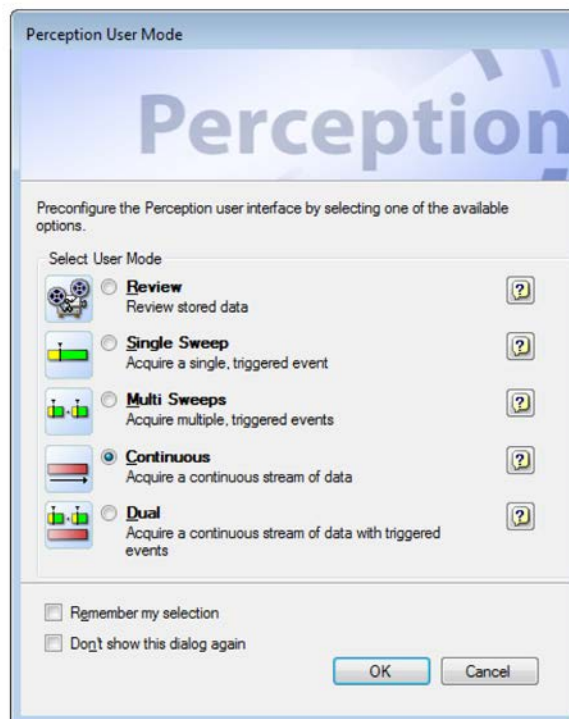 Perception User Mode
Perception
Preconfigure the Perception user interface by selecting one of the available
options.
Select User Mode
Review
Review stored data
Single Sweep
Acquire a single, triggered event
Multi Sweeps
Acquire multiple, triggered events
Continuous
Acquire a continuous stream of data
Dual
Acquire a continuous stream of data with triggered
events
Remember my selection
Don't show this dialog again
OK
Cancel